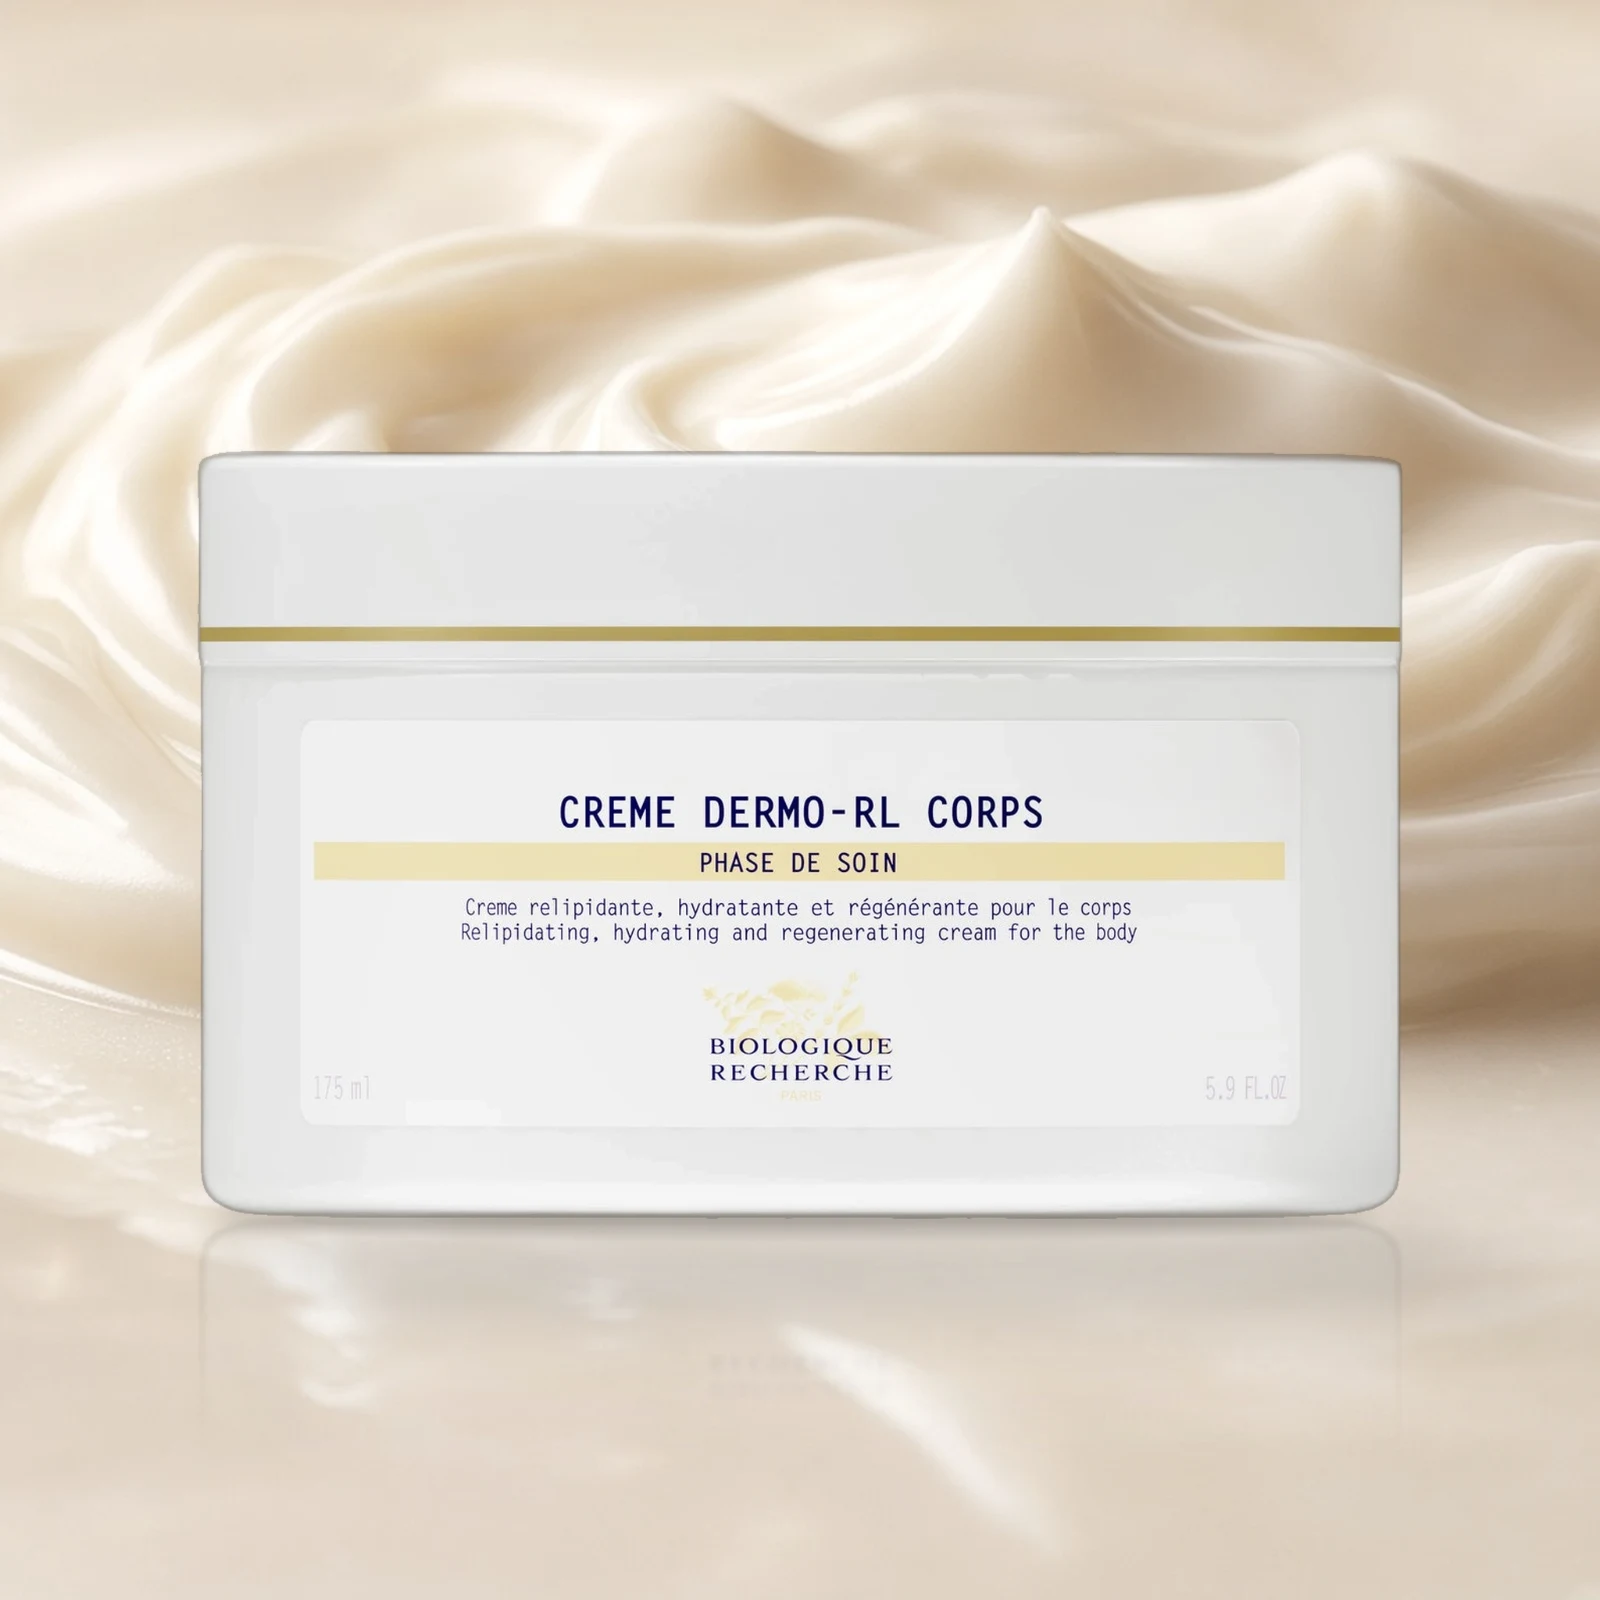 CREME DERMO-RL CORPS
PHASE DE SOIN
Creme relipidante, hydratante et régénérante pour le corps
Relipidating, hydrating and regenerating cream for the body
BIOLOGIQUE
RECHERCHE
PARIS
175 ml
5.9 FL.OZ